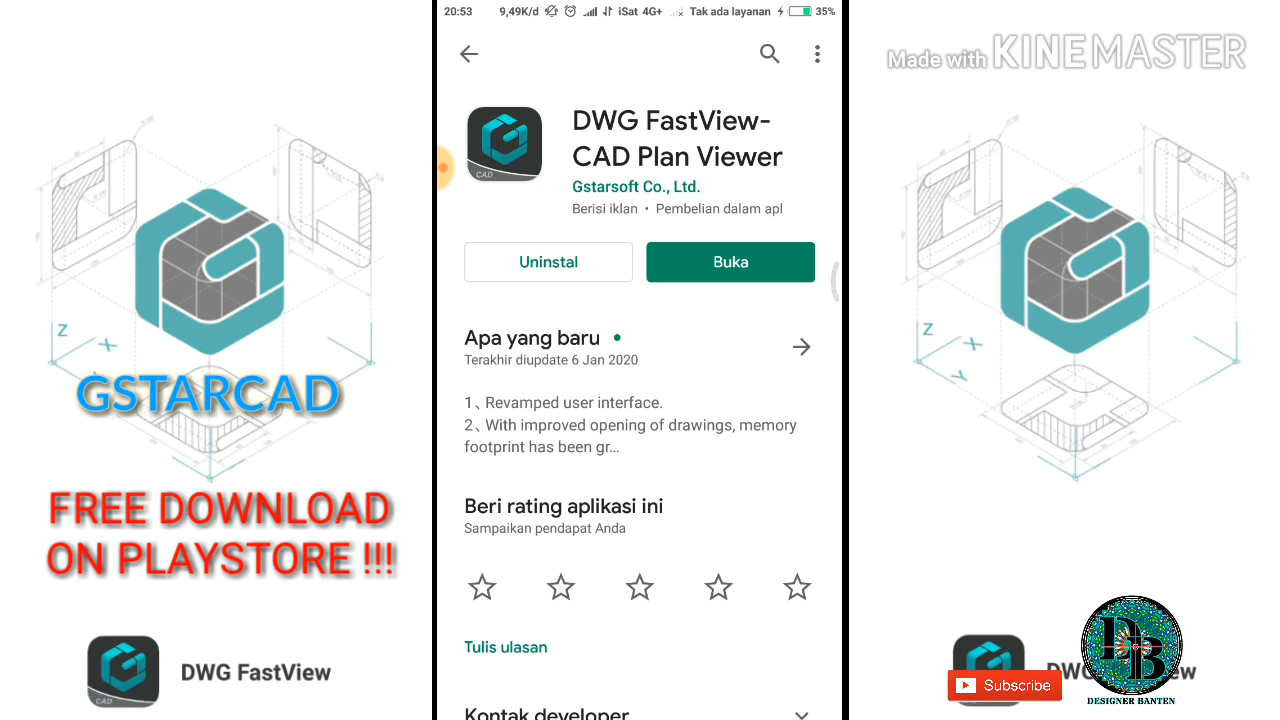 20:53 9,49K/d iSat 4G+ Tak ada layanan 35%
Made with KINEMASTER
DWG FastView-
CAD Plan Viewer
Gstarsoft Co., Ltd.
Berisi iklan • Pembelian dalam apl
CAD
Uninstal
Buka
Apa yang baru •
Terakhir diupdate 6 Jan 2020
1、Revamped user interface.
2、With improved opening of drawings, memory
footprint has been gr...
Beri rating aplikasi ini
Sampaikan pendapat Anda
Tulis ulasan
Kontak developer
Z
X
GSTARCAD
FREE DOWNLOAD
ON PLAYSTORE !!!
CAD
DWG FastView
Z
X
Y
Subscribe
DB
DESIGNER BANTEN